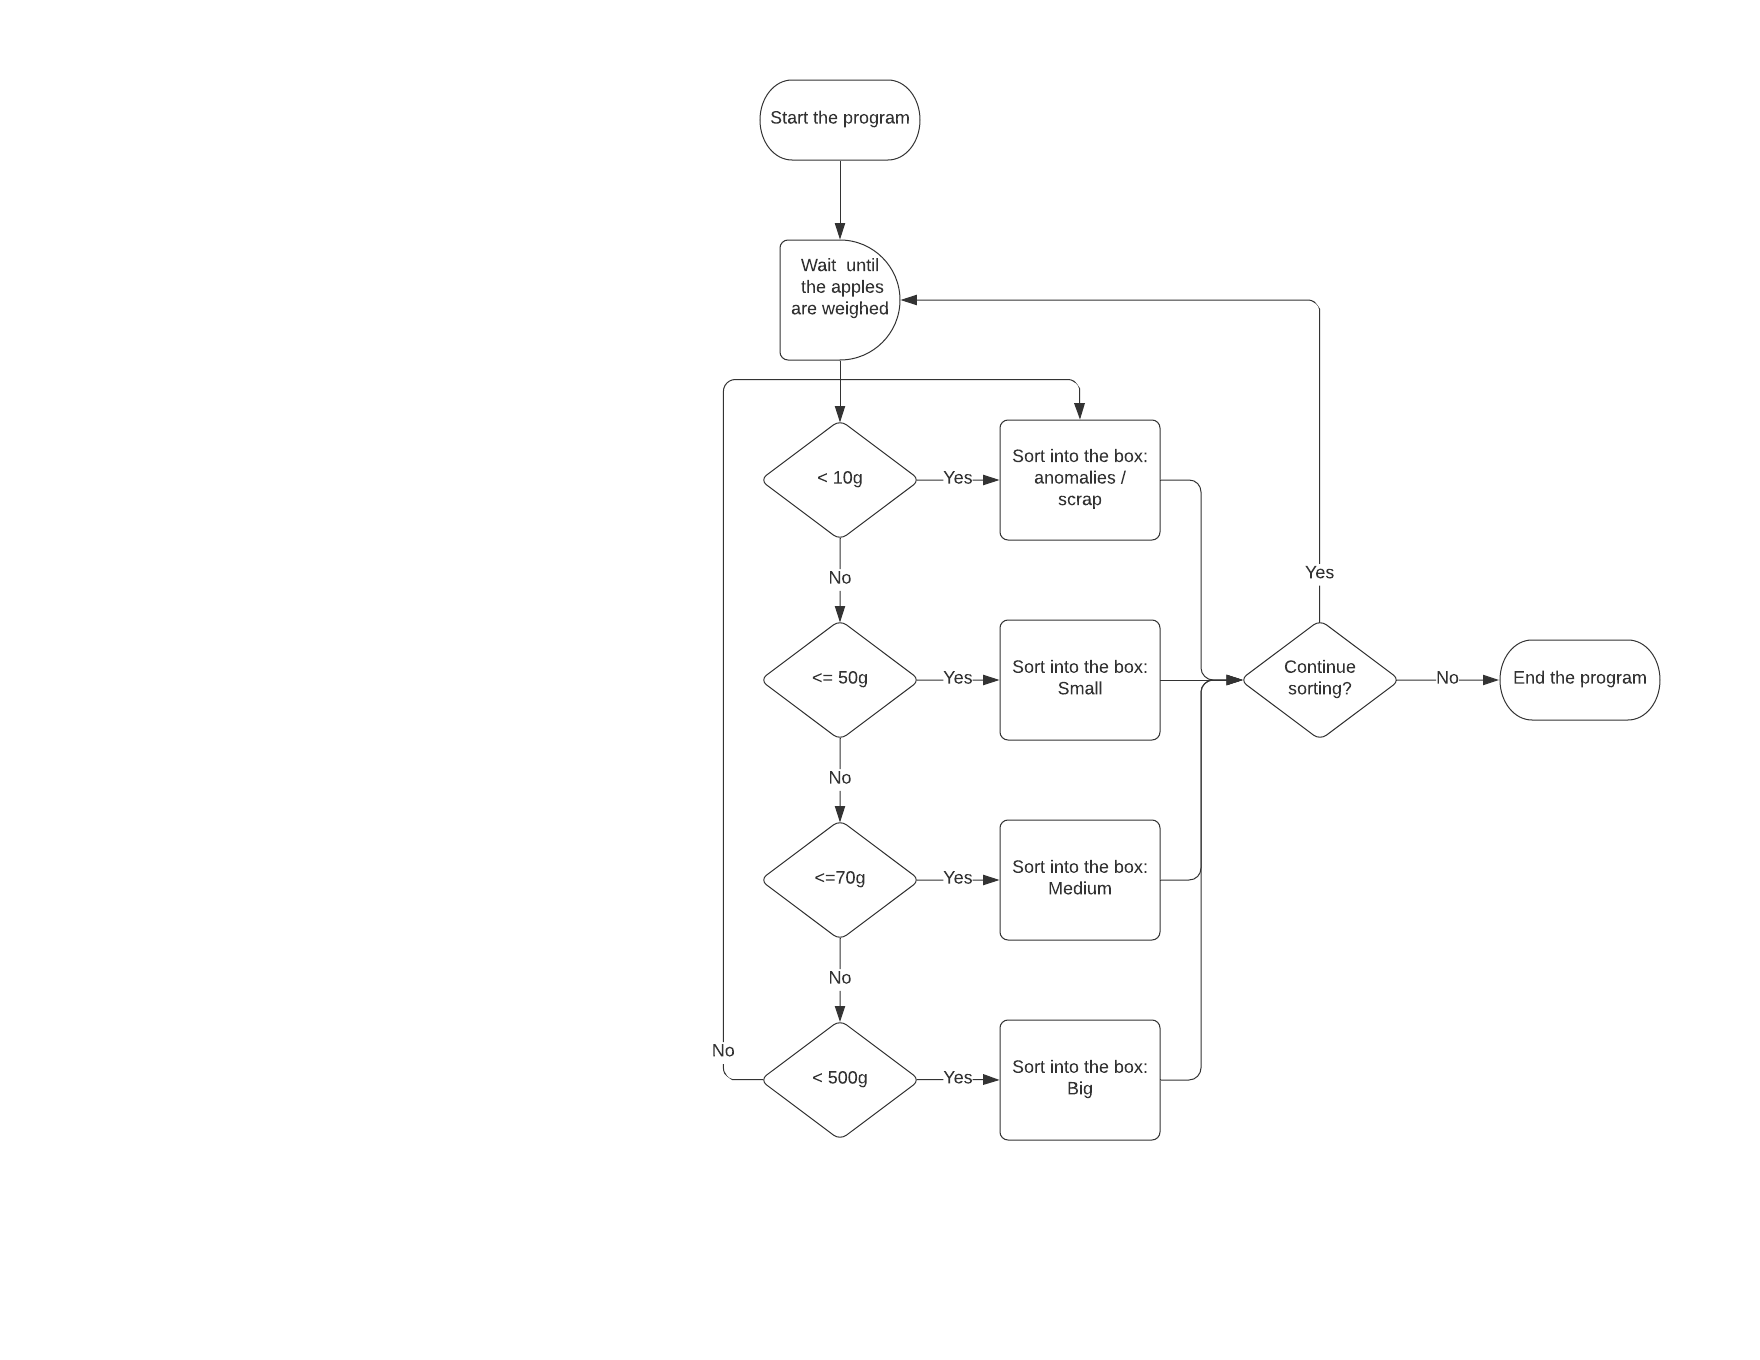 Start the program
Wait  until
the apples
are weighed
< 10g
Yes
Sort into the box:
anomalies /
scrap
No
Yes
<= 50g
Yes
Sort into the box:
Small
Continue
sorting?
No
End the program
No
<=70g
Yes
Sort into the box:
Medium
No
No
< 500g
Yes
Sort into the box:
Big